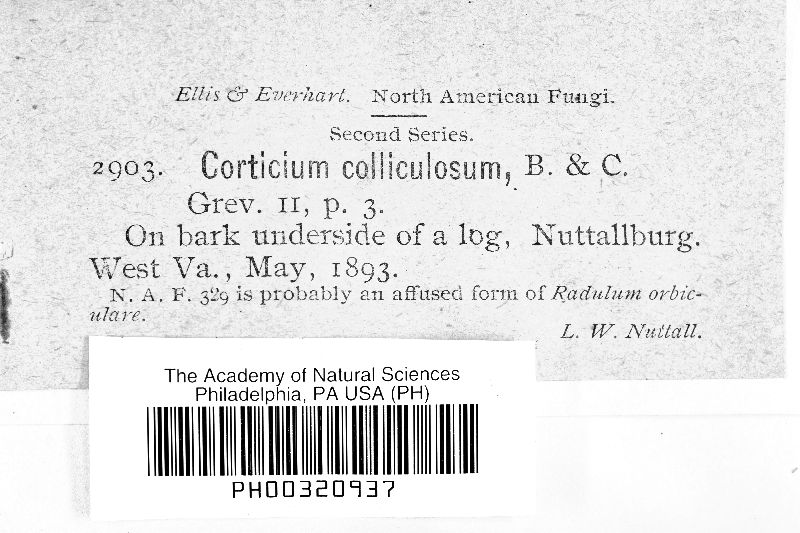 Ellis & Everhart. North American Fungi.
Second Series.
2903. Corticium colliculosum, B. & C.
Grev. II, p. 3.
On bark underside of a log, Nuttallburg.
West Va., May, 1893.
N. A. F. 329 is probably an affused form of Radulum orbic-
ulare.
L. W. Nuttall.
The Academy of Natural Sciences
Philadelphia, PA USA (PH)
PH00320937